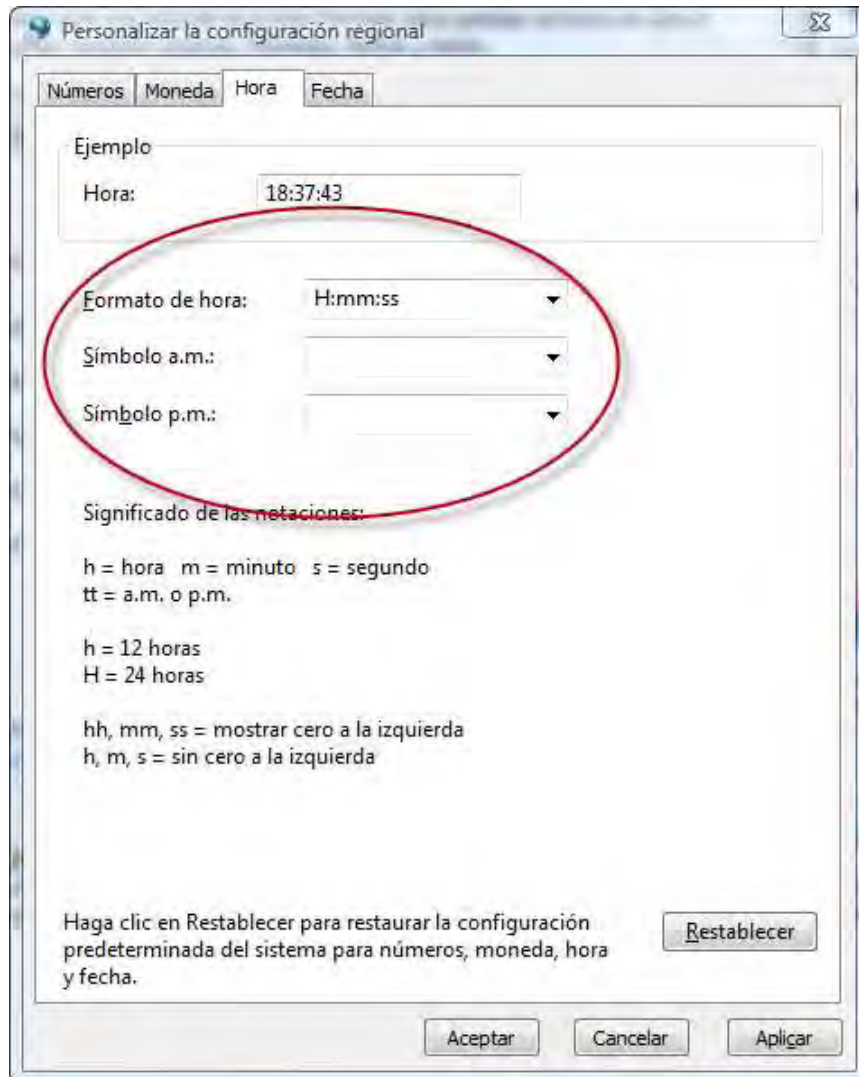 Personalizar la configuración regional
Números Moneda Hora Fecha
Ejemplo
Hora: 18:37:43
Formato de hora: H:mm:ss
Símbolo a.m.:
Símbolo p.m.:
Significado de las notaciones:
h = hora m = minuto s = segundo
tt = a.m. o p.m.
h = 12 horas
H = 24 horas
hh, mm, ss = mostrar cero a la izquierda
h, m, s = sin cero a la izquierda
Haga clic en Restablecer para restaurar la configuración
predeterminada del sistema para números, moneda, hora
y fecha.
Restablecer
Aceptar Cancelar Aplicar